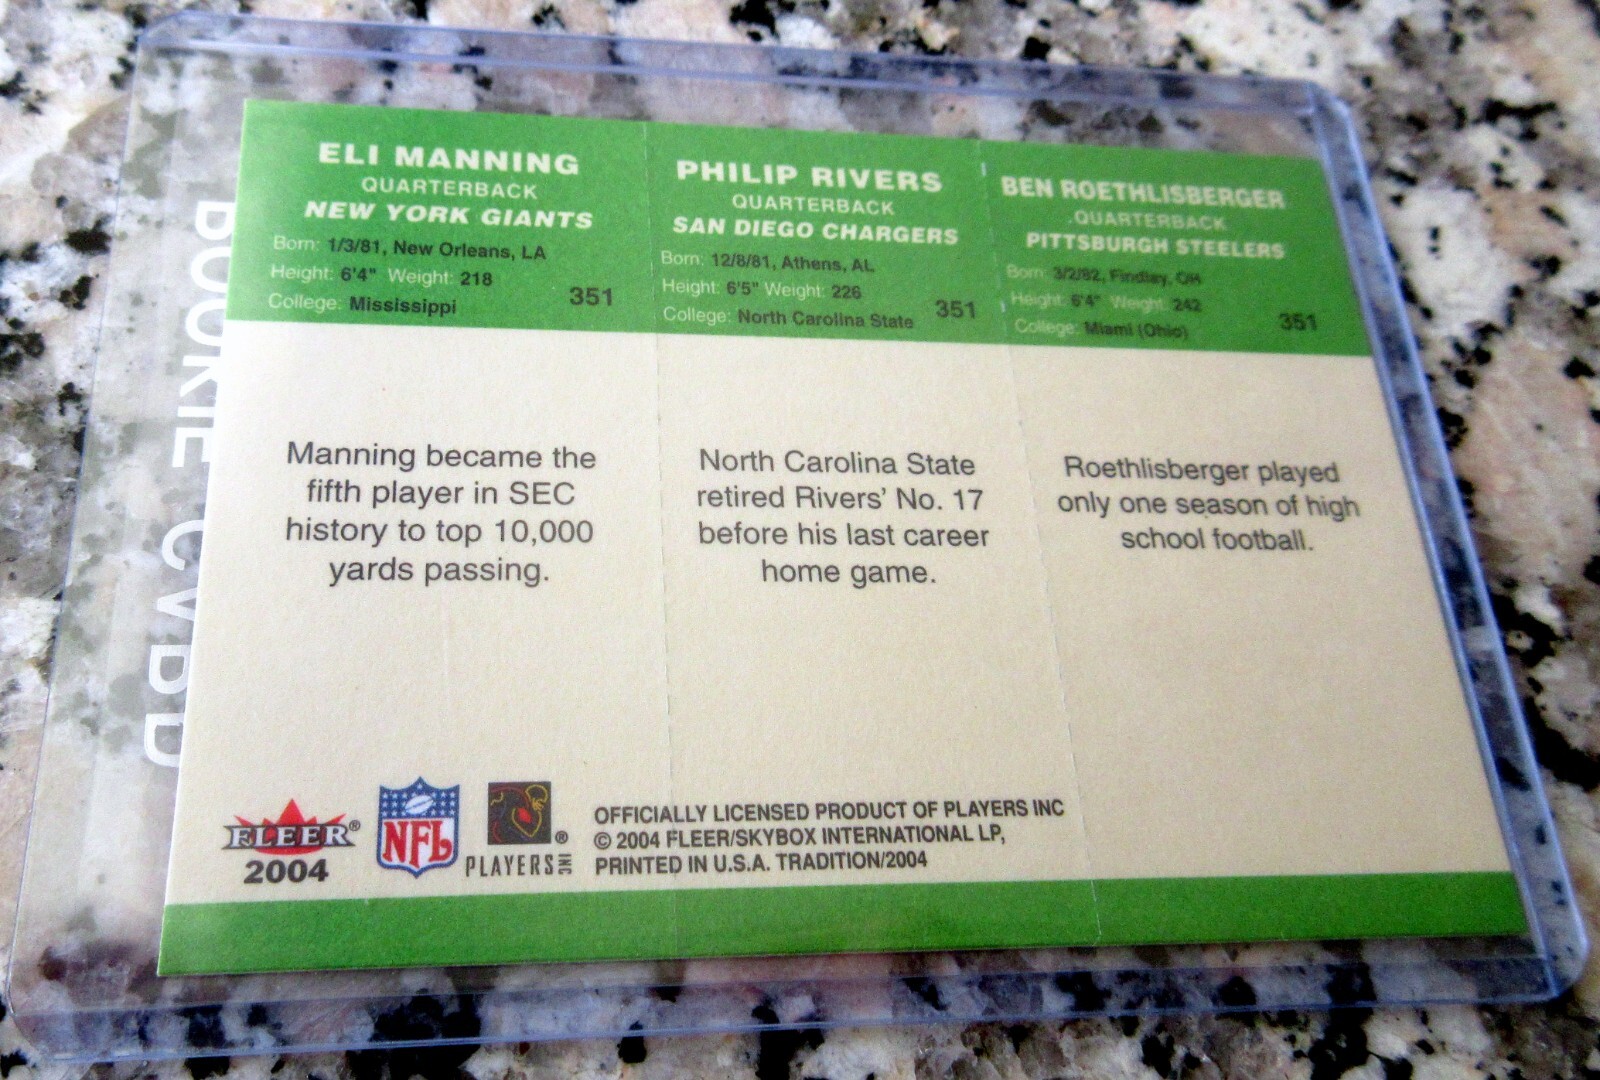 ELI MANNING
QUARTERBACK
NEW YORK GIANTS
Born: 1/3/81, New Orleans, LA
Height: 6'4" Weight: 218
College: Mississippi
351
PHILIP RIVERS
QUARTERBACK
SAN DIEGO CHARGERS
Born: 12/8/81, Athens, AL
Height: 6'5" Weight: 226
College: North Carolina State
351
BEN ROETHLISBERGER
QUARTERBACK
PITTSBURGH STEELERS
Born: 3/2/82, Findlay, OH
Height: 6'4" Weight: 242
College: Miami (Ohio)
351
Manning became the
fifth player in SEC
history to top 10,000
yards passing.
North Carolina State
retired Rivers' No. 17
before his last career
home game.
Roethlisberger played
only one season of high
school football.
FLEER®
2004
NFL
PLAYERS INC ®
OFFICIALLY LICENSED PRODUCT OF PLAYERS INC
© 2004 FLEER/SKYBOX INTERNATIONAL LP,
PRINTED IN U.S.A. TRADITION/2004
ROOKIE CARD